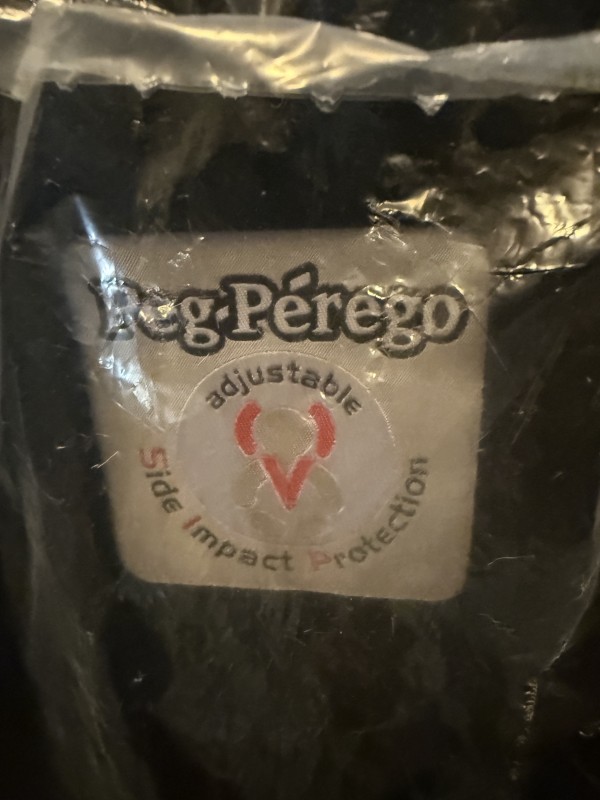 Peg-Pérego
adjustable
Side Impact Protection